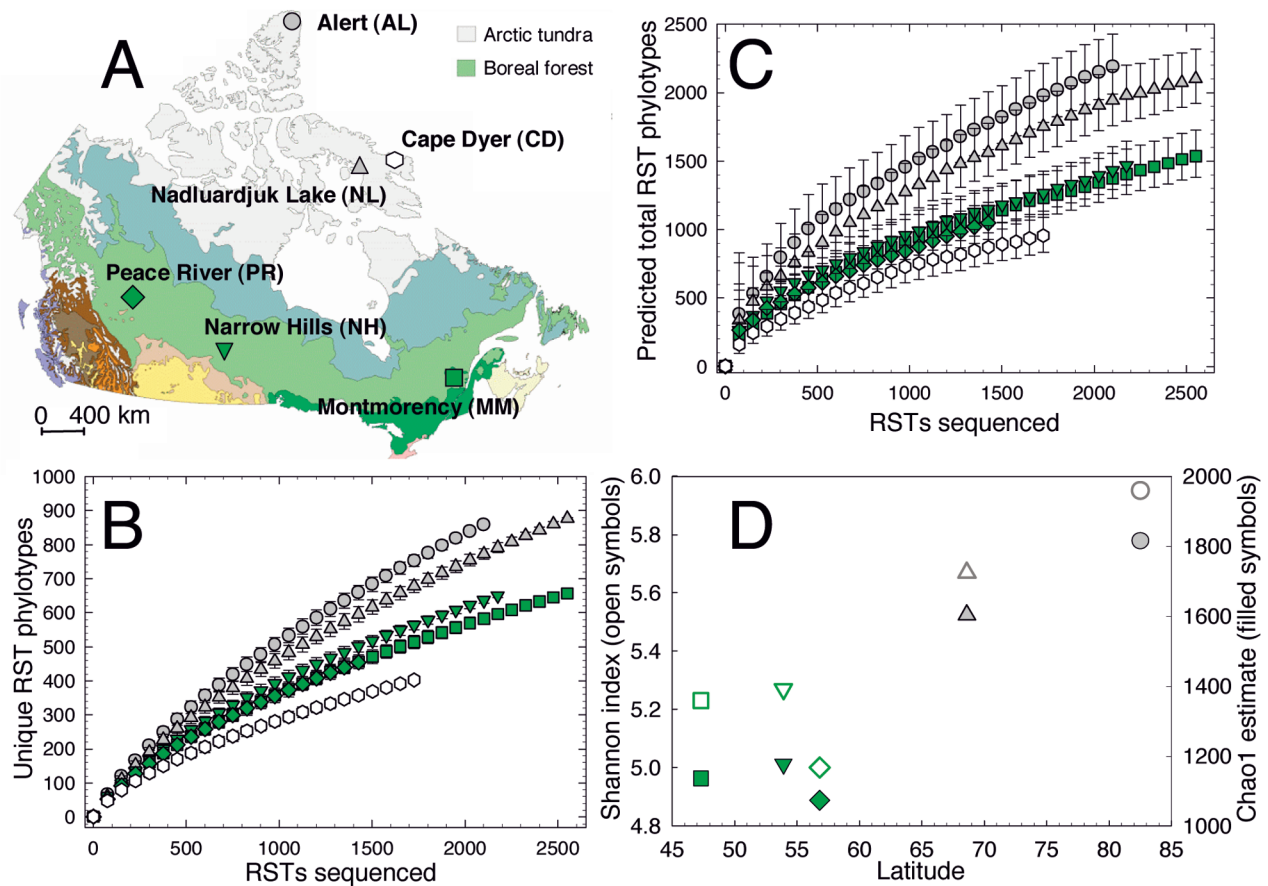 A
Alert (AL)
Arctic tundra
Boreal forest
Cape Dyer (CD)
Nadluardjuk Lake (NL)
Peace River (PR)
Narrow Hills (NH)
Montmorency (MM)
0 400 km
C
Predicted total RST phylotypes
2500
2000
1500
1000
500
0
0 500 1000 1500 2000 2500
RSTs sequenced
B
Unique RST phylotypes
1000
900
800
700
600
500
400
300
200
100
0
0 500 1000 1500 2000 2500
RSTs sequenced
D
Shannon index (open symbols)
6.0
5.8
5.6
5.4
5.2
5.0
4.8
2000
1800
1600
1400
1200
1000
Chao1 estimate (filled symbols)
45 50 55 60 65 70 75 80 85
Latitude